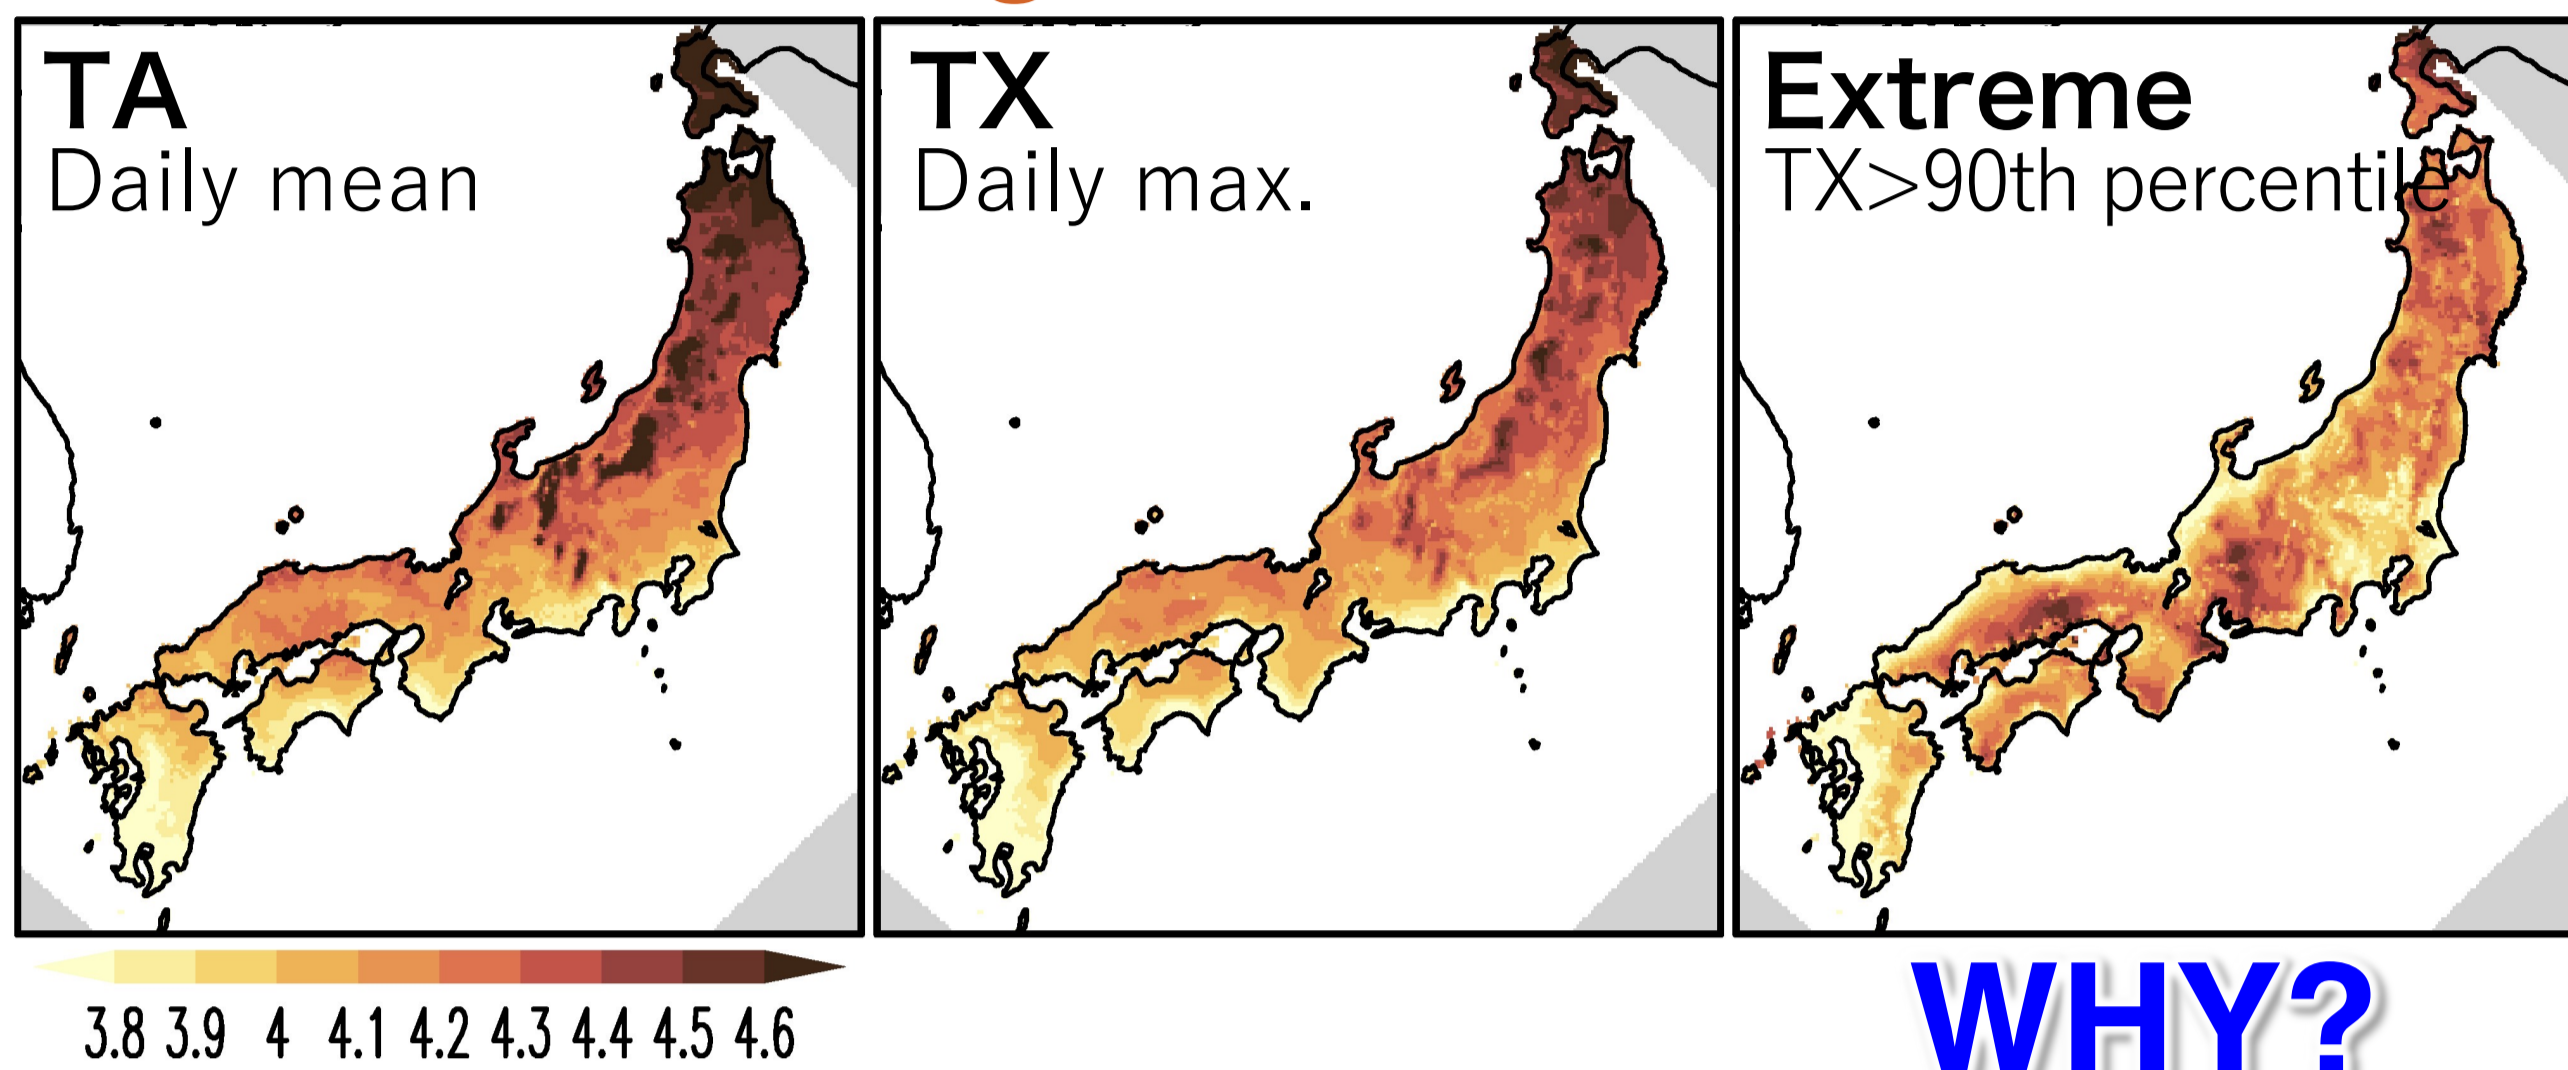 TA
Daily mean
TX
Daily max.
Extreme
TX>90th percentile
3.8 3.9 4 4.1 4.2 4.3 4.4 4.5 4.6
WHY?